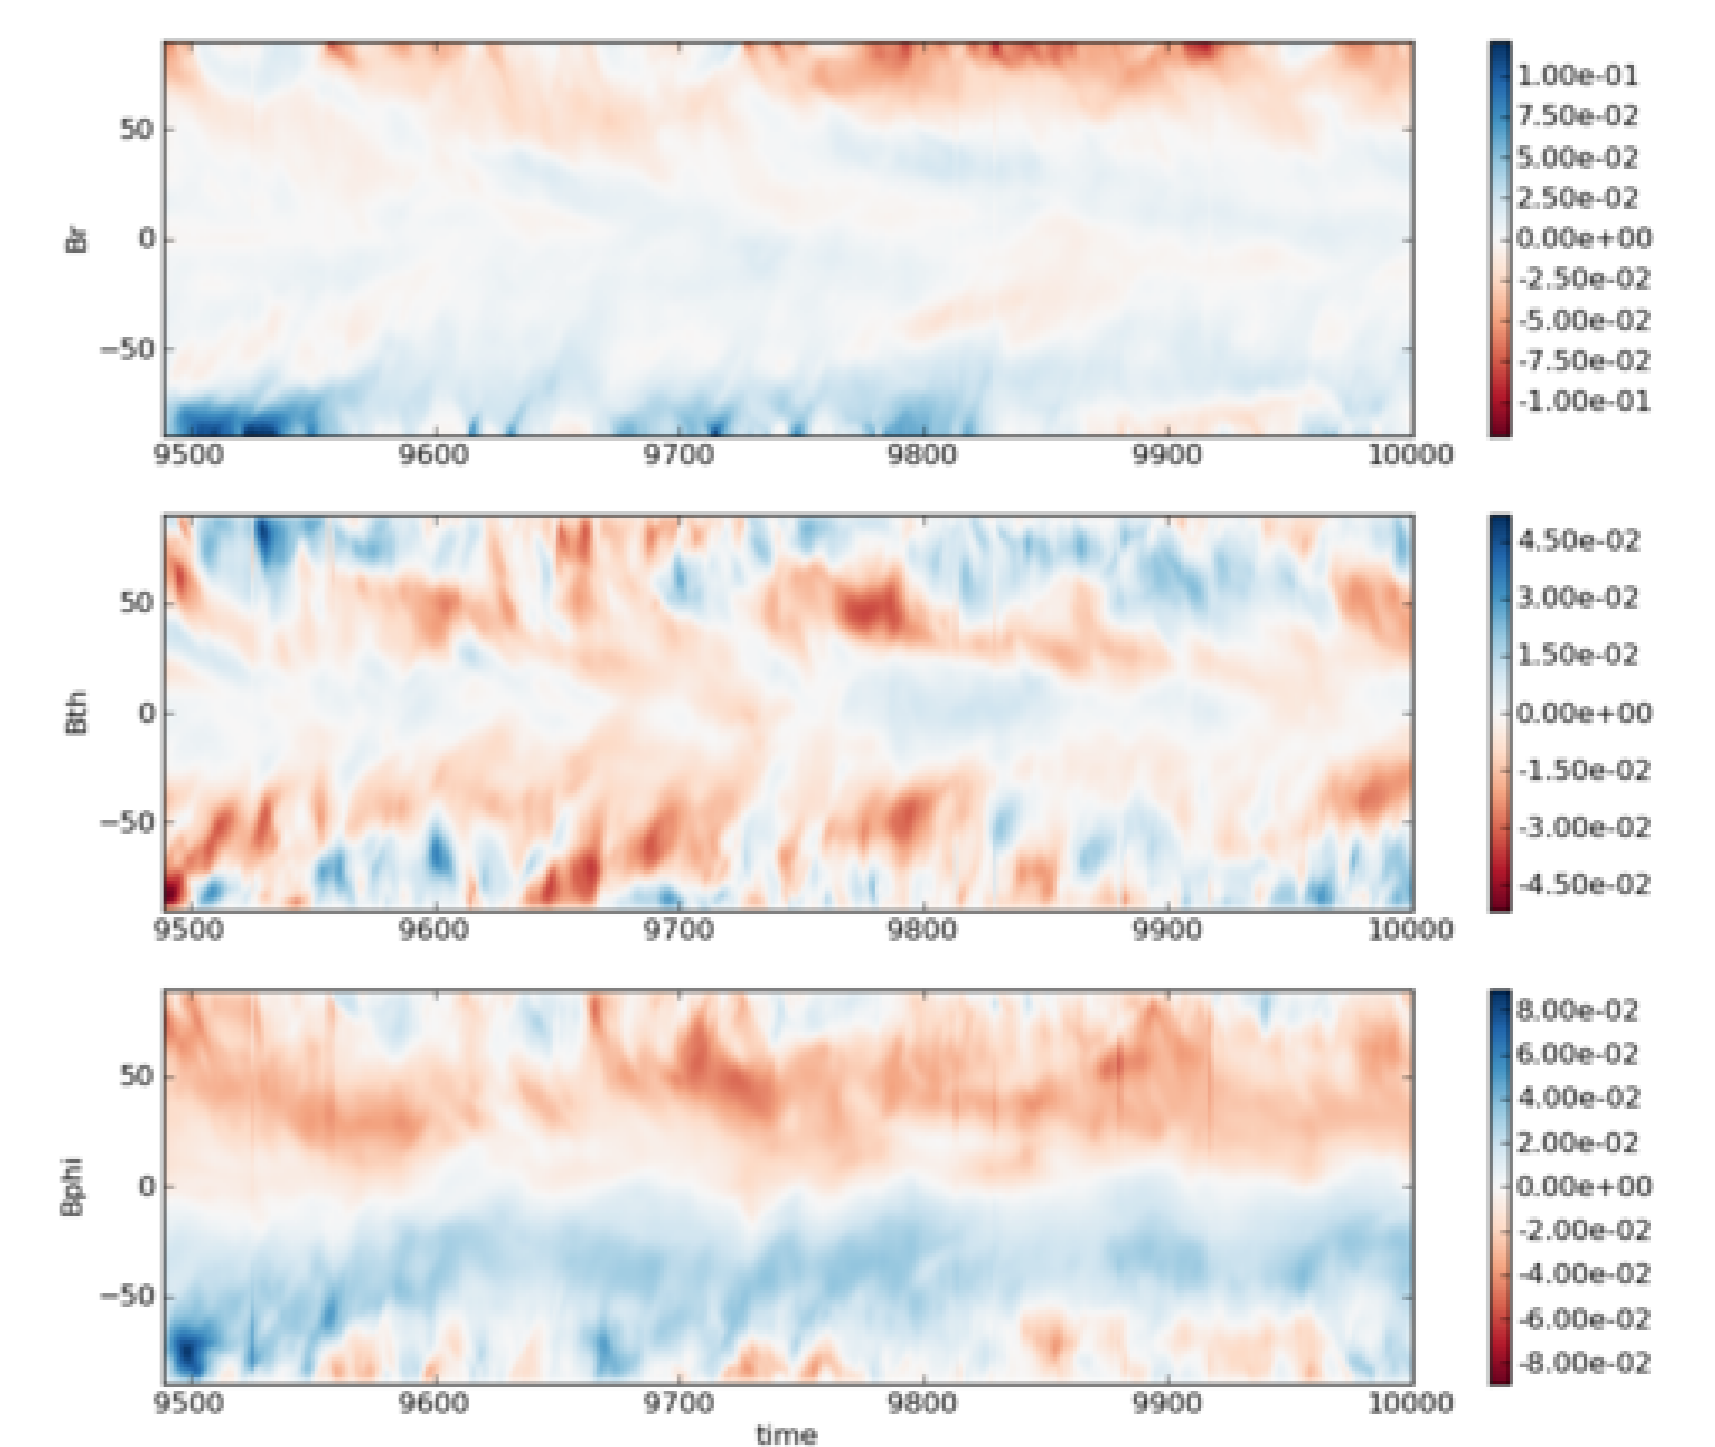 Br
50
0
−50
9500 9600 9700 9800 9900 10000
1.00e-01
7.50e-02
5.00e-02
2.50e-02
0.00e+00
-2.50e-02
-5.00e-02
-7.50e-02
-1.00e-01
Bth
50
0
−50
9500 9600 9700 9800 9900 10000
4.50e-02
3.00e-02
1.50e-02
0.00e+00
-1.50e-02
-3.00e-02
-4.50e-02
Bphi
50
0
−50
9500 9600 9700 9800 9900 10000
time
8.00e-02
6.00e-02
4.00e-02
2.00e-02
0.00e+00
-2.00e-02
-4.00e-02
-6.00e-02
-8.00e-02